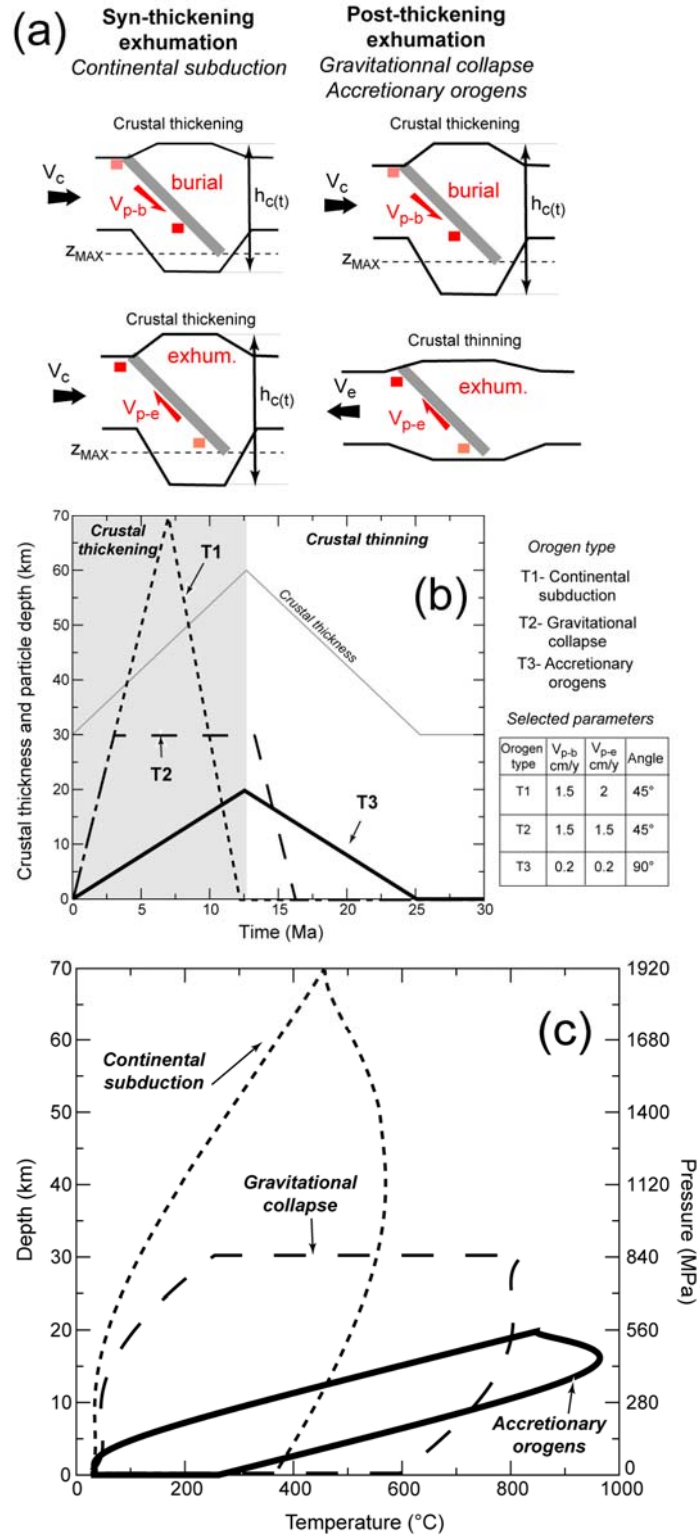 (a)
Syn-thickening
exhumation
Continental subduction
Post-thickening
exhumation
Gravitationnal collapse
Accretionary orogens
Crustal thickening
Vc
burial
Vp-b
hc(t)
zMAX
Crustal thickening
Vc
burial
Vp-b
hc(t)
zMAX
Crustal thickening
Vc
exhum.
Vp-e
hc(t)
zMAX
Crustal thinning
Ve
exhum.
Vp-e
(b)
Crustal thickness and particle depth (km)
70
60
50
40
30
20
10
0
Crustal
thickening
T1
Crustal thinning
Crustal thickness
T2
T3
0 5 10 15 20 25 30
Time (Ma)
Orogen type
T1- Continental
subduction
T2- Gravitational
collapse
T3- Accretionary
orogens
Selected parameters
Orogen type Vp-b cm/y Vp-e cm/y Angle
T1 1.5 2 45°
T2 1.5 1.5 45°
T3 0.2 0.2 90°
(c)
Depth (km)
70
60
50
40
30
20
10
0
Continental
subduction
Gravitational
collapse
Accretionary
orogens
1920
1680
1400
1120
840
560
280
0
Pressure (MPa)
0 200 400 600 800 1000
Temperature (°C)